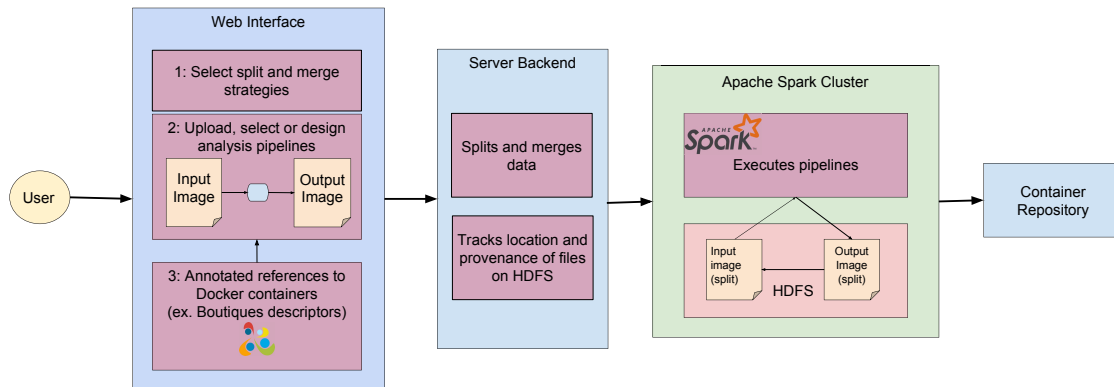 User
Web Interface
1: Select split and merge
strategies
2: Upload, select or design
analysis pipelines
Input
Image
Output
Image
3: Annotated references to
Docker containers
(ex. Boutiques descriptors)
Server Backend
Splits and merges
data
Tracks location and
provenance of files
on HDFS
Apache Spark Cluster
APACHE
Spark
Executes pipelines
Input
image
(split)
Output
Image
(split)
HDFS
Container
Repository